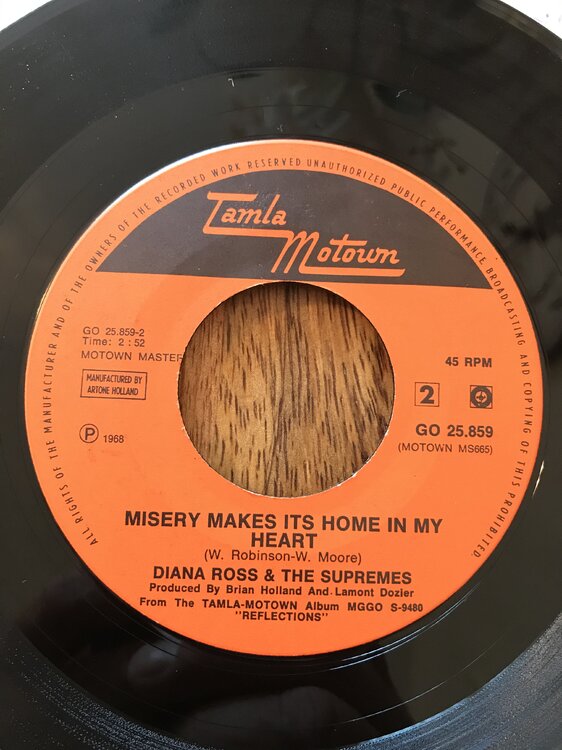 ALL RIGHTS OF THE MANUFACTURER AND OF THE OWNERS OF THE RECORDED WORK RESERVED UNAUTHORIZED PUBLIC PERFORMANCE, BROADCASTING AND COPYING OF THIS PROHIBITED.
Tamla
Motown
GO 25.859-2
Time: 2 : 52
MOTOWN MASTER
MANUFACTURED BY
ARTONE HOLLAND
Ⓟ 1968
45 RPM
2
GO 25.859
(MOTOWN MS665)
MISERY MAKES ITS HOME IN MY
HEART
(W. Robinson-W. Moore)
DIANA ROSS & THE SUPREMES
Produced By Brian Holland And Lamont Dozier
From The TAMLA-MOTOWN Album MGGO S-9480
"REFLECTIONS"